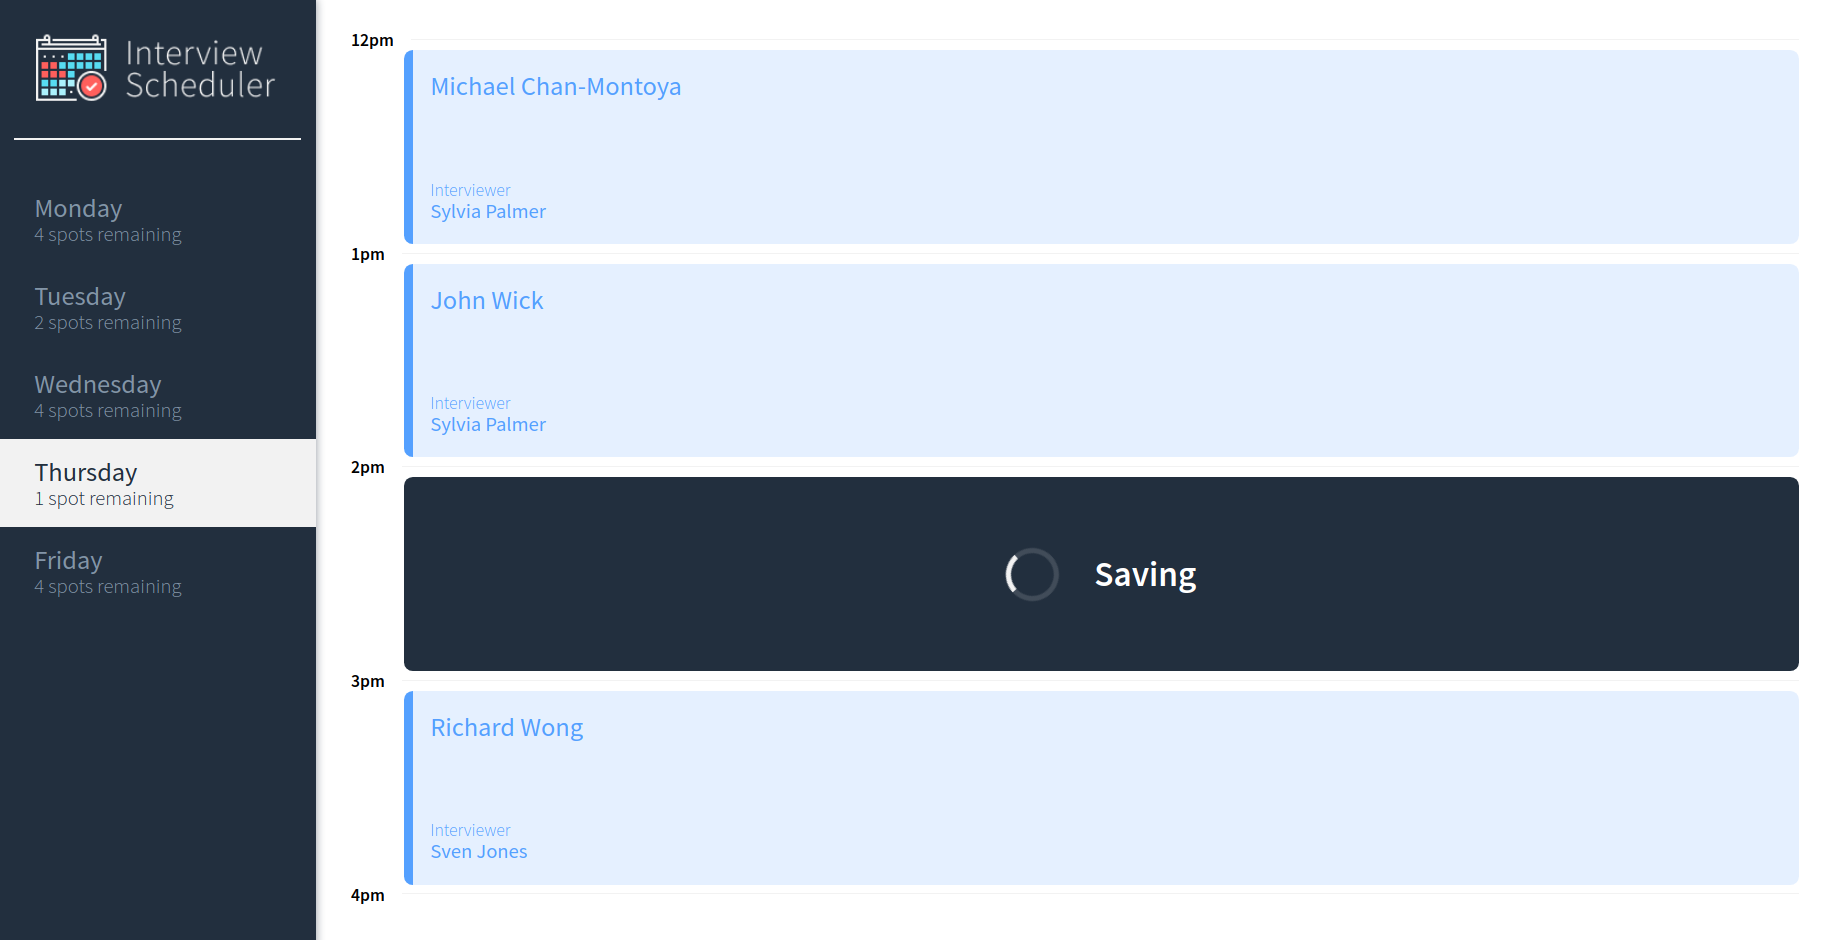 Interview
Scheduler
Monday
4 spots remaining
Tuesday
2 spots remaining
Wednesday
4 spots remaining
Thursday
1 spot remaining
Friday
4 spots remaining
12pm
Michael Chan-Montoya
Interviewer
Sylvia Palmer
1pm
John Wick
Interviewer
Sylvia Palmer
2pm
Saving
3pm
Richard Wong
Interviewer
Sven Jones
4pm